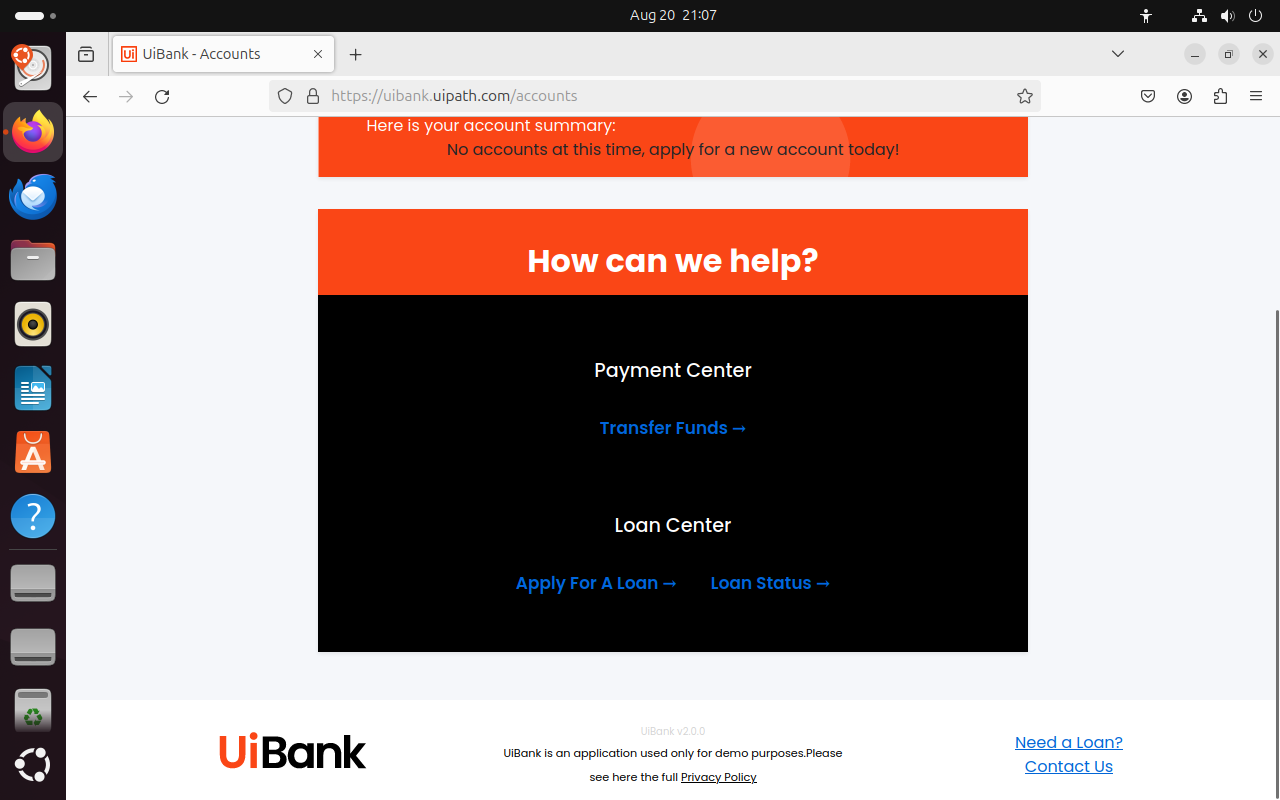 Aug 20 21:07
UiBank - Accounts
https://uibank.uipath.com/accounts
Here is your account summary:
No accounts at this time, apply for a new account today!
How can we help?
Payment Center
Transfer Funds →
Loan Center
Apply For A Loan → Loan Status →
UiBank
UiBank v2.0.0
UiBank is an application used only for demo purposes.Please
see here the full Privacy Policy
Need a Loan?
Contact Us